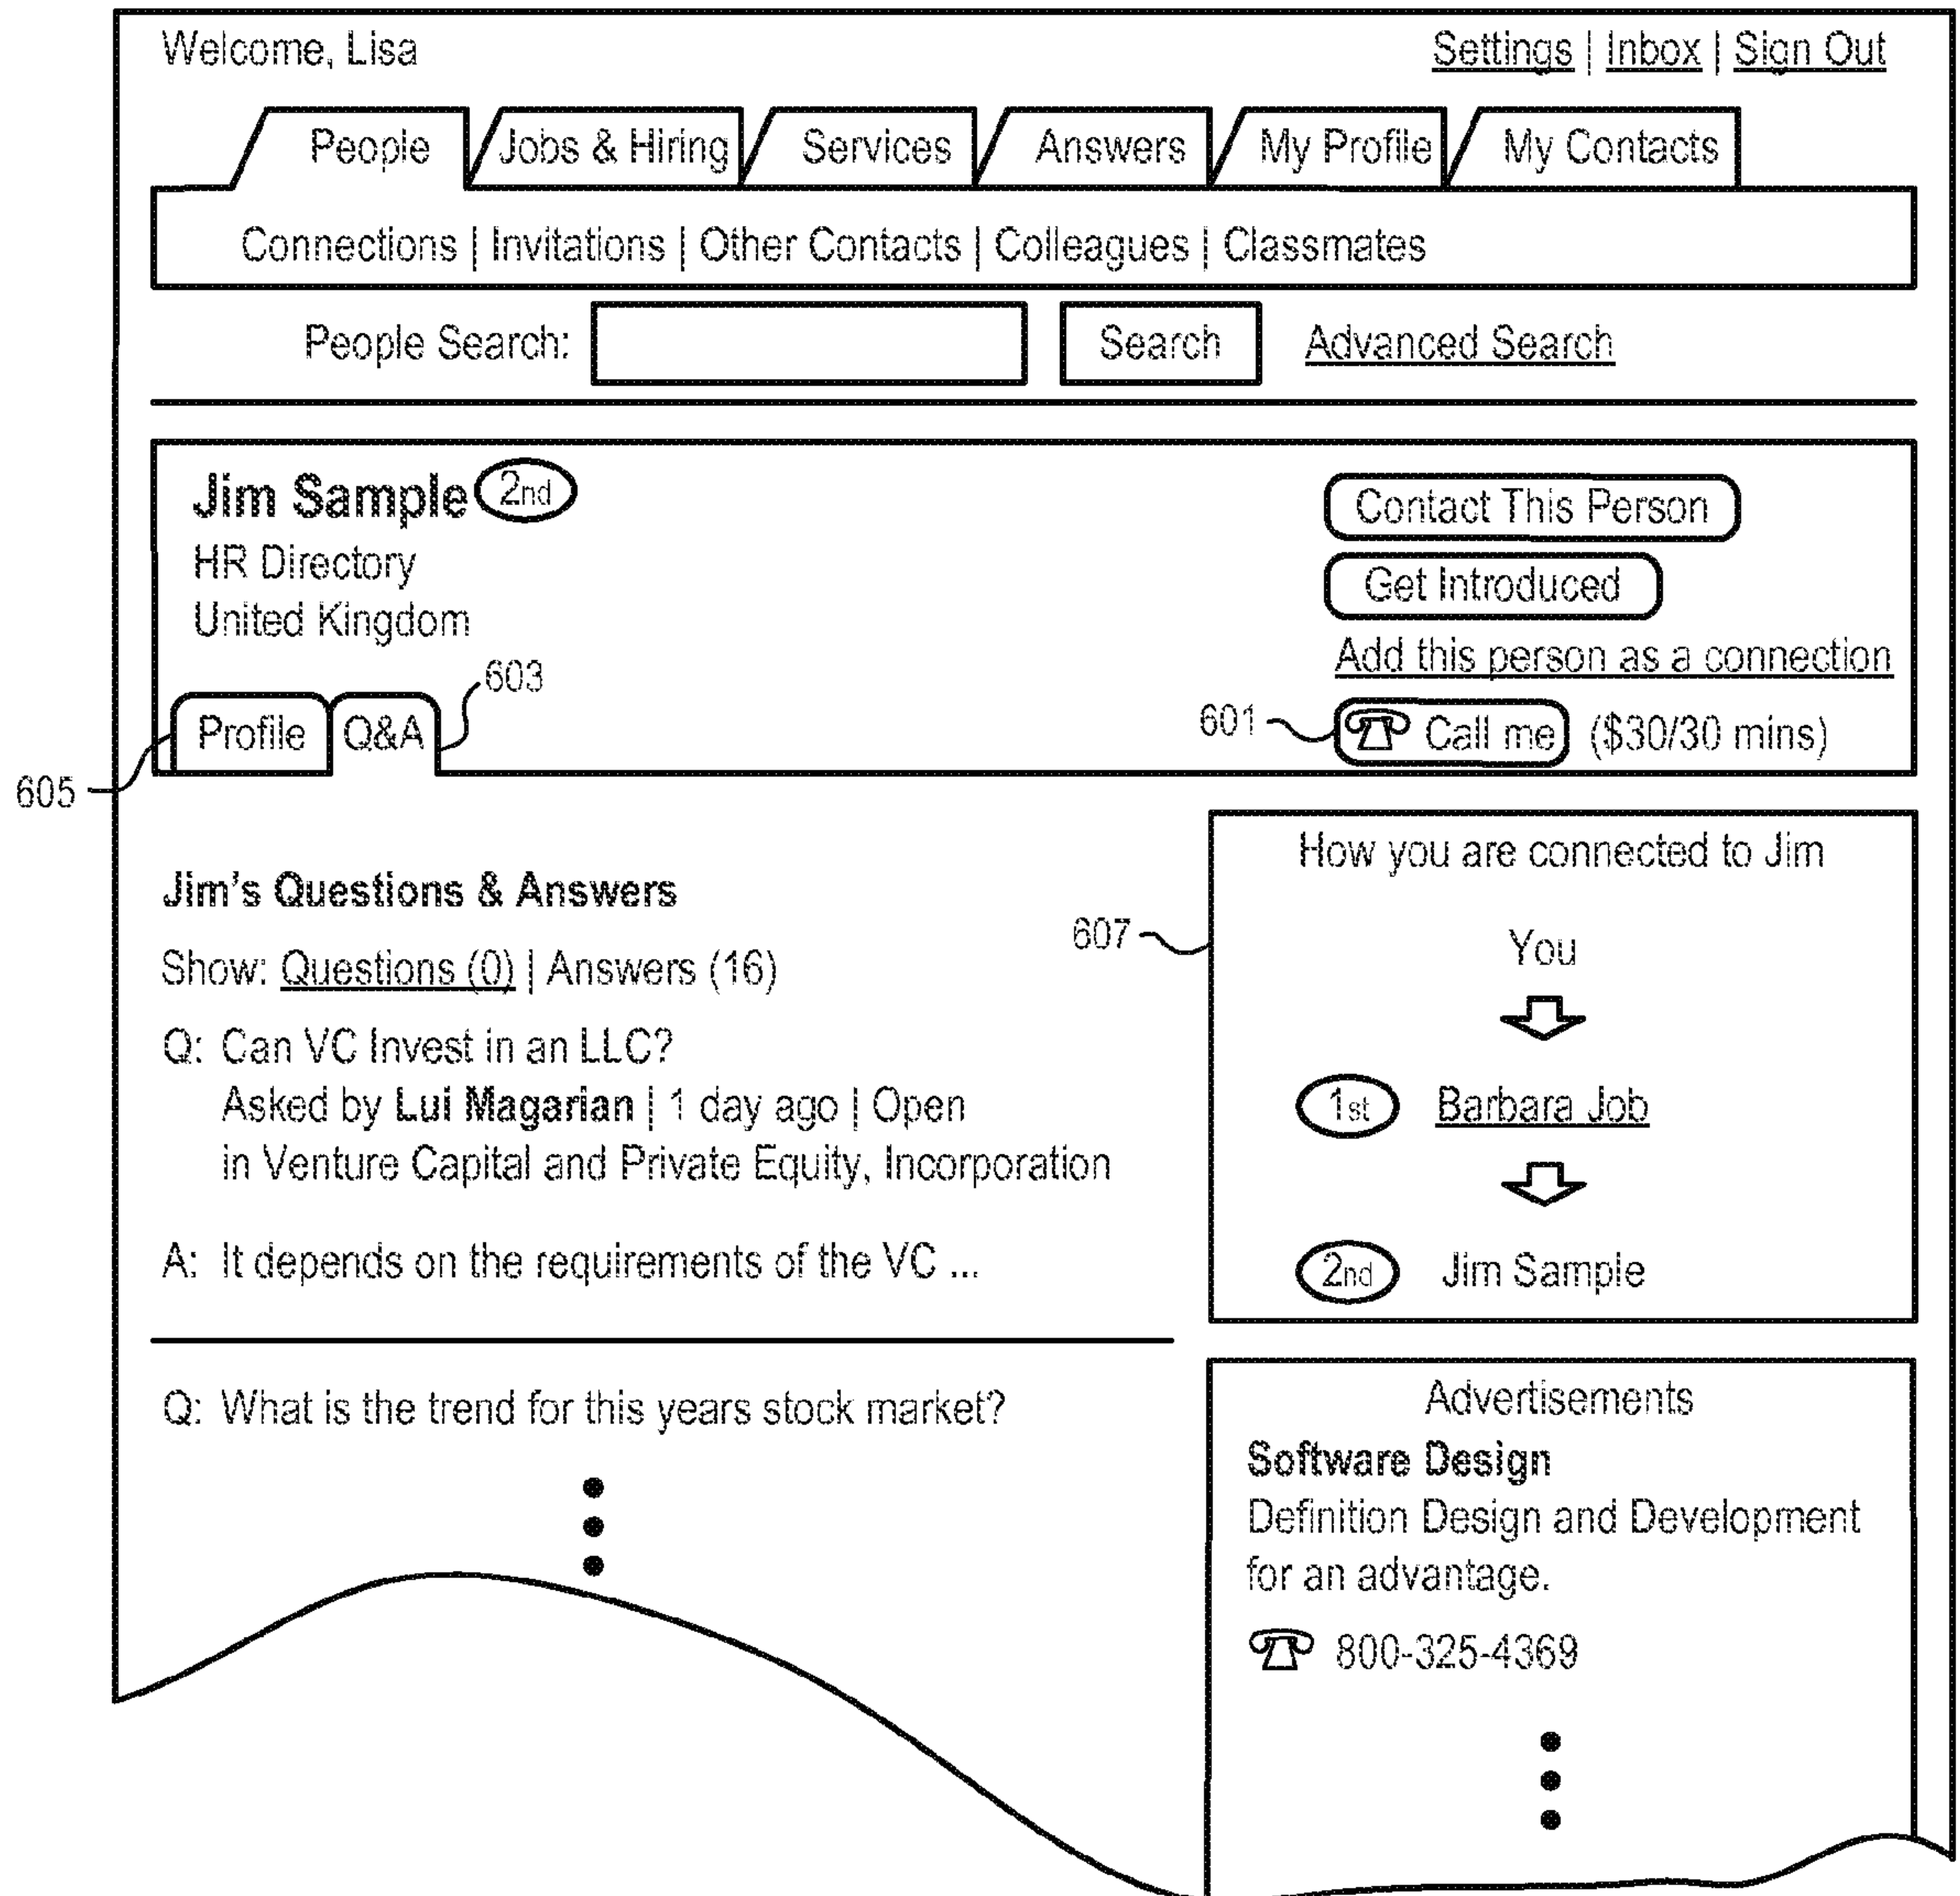 Welcome, Lisa
Settings | Inbox | Sign Out
People
Jobs & Hiring
Services
Answers
My Profile
My Contacts
Connections | Invitations | Other Contacts | Colleagues | Classmates
People Search:
Search
Advanced Search
Jim Sample 2nd
HR Directory
United Kingdom
Contact This Person
Get Introduced
Add this person as a connection
601
Call me ($30/30 mins)
603
Profile
Q&A
605
Jim's Questions & Answers
Show: Questions (0) | Answers (16)
Q: Can VC Invest in an LLC?
Asked by Lui Magarian | 1 day ago | Open
in Venture Capital and Private Equity, Incorporation
A: It depends on the requirements of the VC ...
Q: What is the trend for this years stock market?
607
How you are connected to Jim
You
1st Barbara Job
2nd Jim Sample
Advertisements
Software Design
Definition Design and Development
for an advantage.
800-325-4369